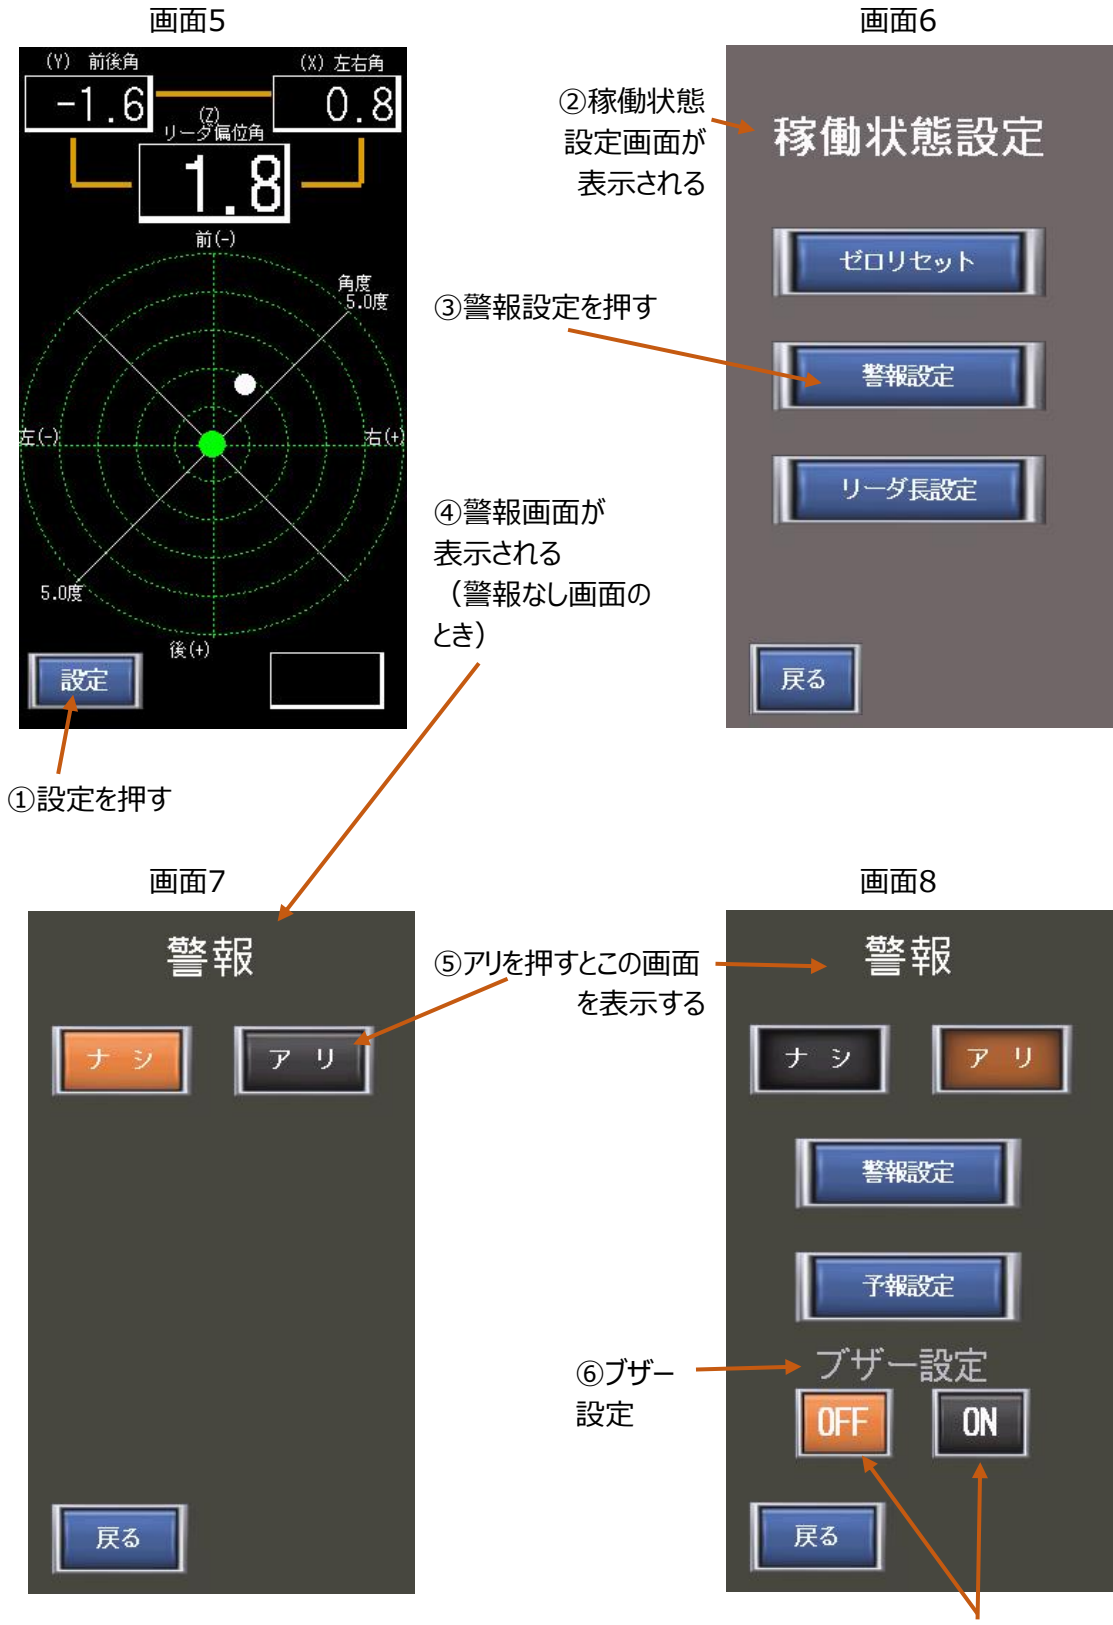 画面5
(Y) 前後角
(X) 左右角
-1.6
0.8
(Z)
リーダ偏位角
1.8
前(-)
角度
5.0度
左(-)
右(+)
5.0度
後(+)
設定
①設定を押す
画面6
②稼働状態
設定画面が
表示される
稼働状態設定
ゼロリセット
③警報設定を押す
警報設定
リーダ長設定
戻る
④警報画面が
表示される
（警報なし画面の
とき）
画面7
警報
ナ シ
ア リ
戻る
⑤アリを押すとこの画面
を表示する
画面8
警報
ナ シ
ア リ
警報設定
予報設定
⑥ブザー
設定
ブザー設定
OFF
ON
戻る